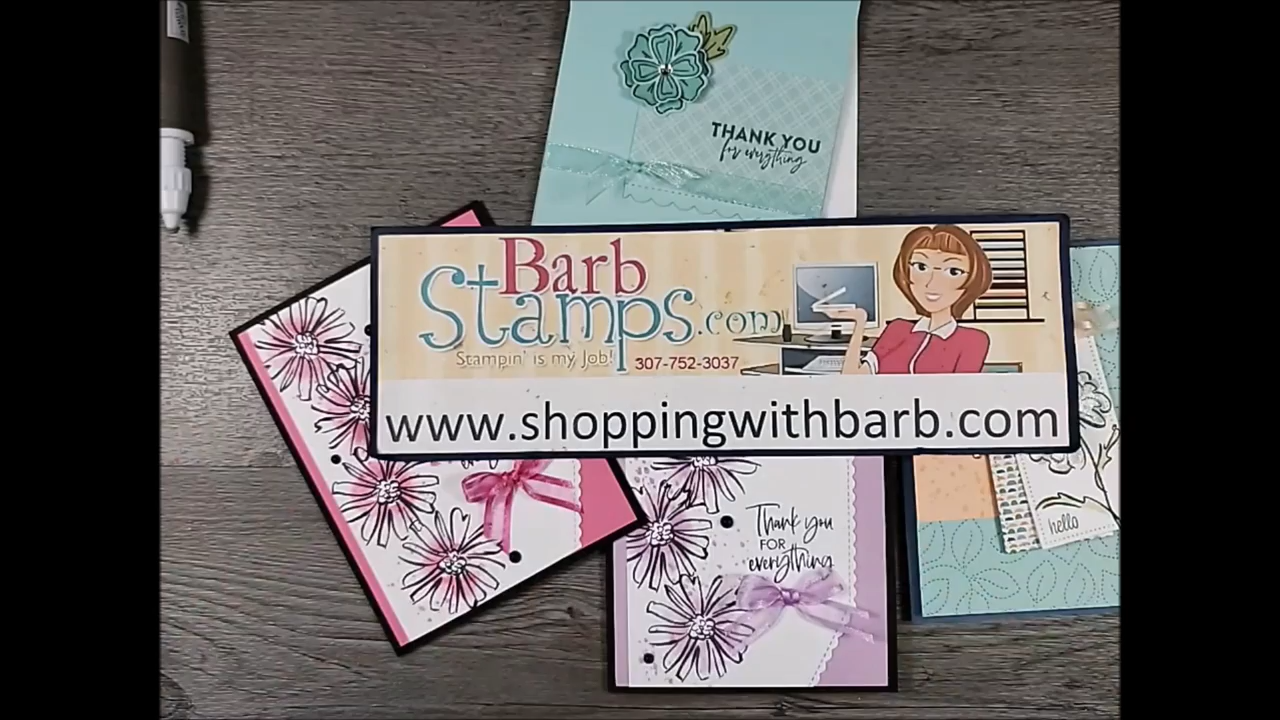 THANK YOU
for everything
Barb
Stamps.com
Stampin' is my Job!
307-752-3037
www.shoppingwithbarb.com
Thank you
FOR
everything
hello